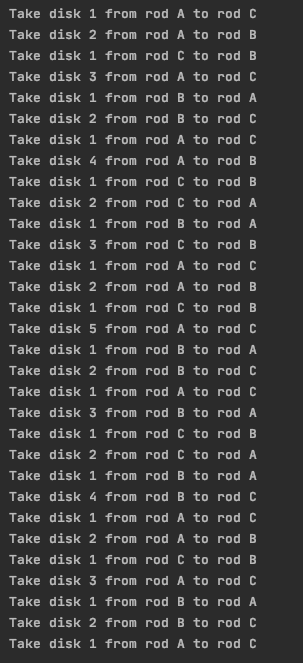 Take disk 1 from rod A to rod C
Take disk 2 from rod A to rod B
Take disk 1 from rod C to rod B
Take disk 3 from rod A to rod C
Take disk 1 from rod B to rod A
Take disk 2 from rod B to rod C
Take disk 1 from rod A to rod C
Take disk 4 from rod A to rod B
Take disk 1 from rod C to rod B
Take disk 2 from rod C to rod A
Take disk 1 from rod B to rod A
Take disk 3 from rod C to rod B
Take disk 1 from rod A to rod C
Take disk 2 from rod A to rod B
Take disk 1 from rod C to rod B
Take disk 5 from rod A to rod C
Take disk 1 from rod B to rod A
Take disk 2 from rod B to rod C
Take disk 1 from rod A to rod C
Take disk 3 from rod B to rod A
Take disk 1 from rod C to rod B
Take disk 2 from rod C to rod A
Take disk 1 from rod B to rod A
Take disk 4 from rod B to rod C
Take disk 1 from rod A to rod C
Take disk 2 from rod A to rod B
Take disk 1 from rod C to rod B
Take disk 3 from rod A to rod C
Take disk 1 from rod B to rod A
Take disk 2 from rod B to rod C
Take disk 1 from rod A to rod C